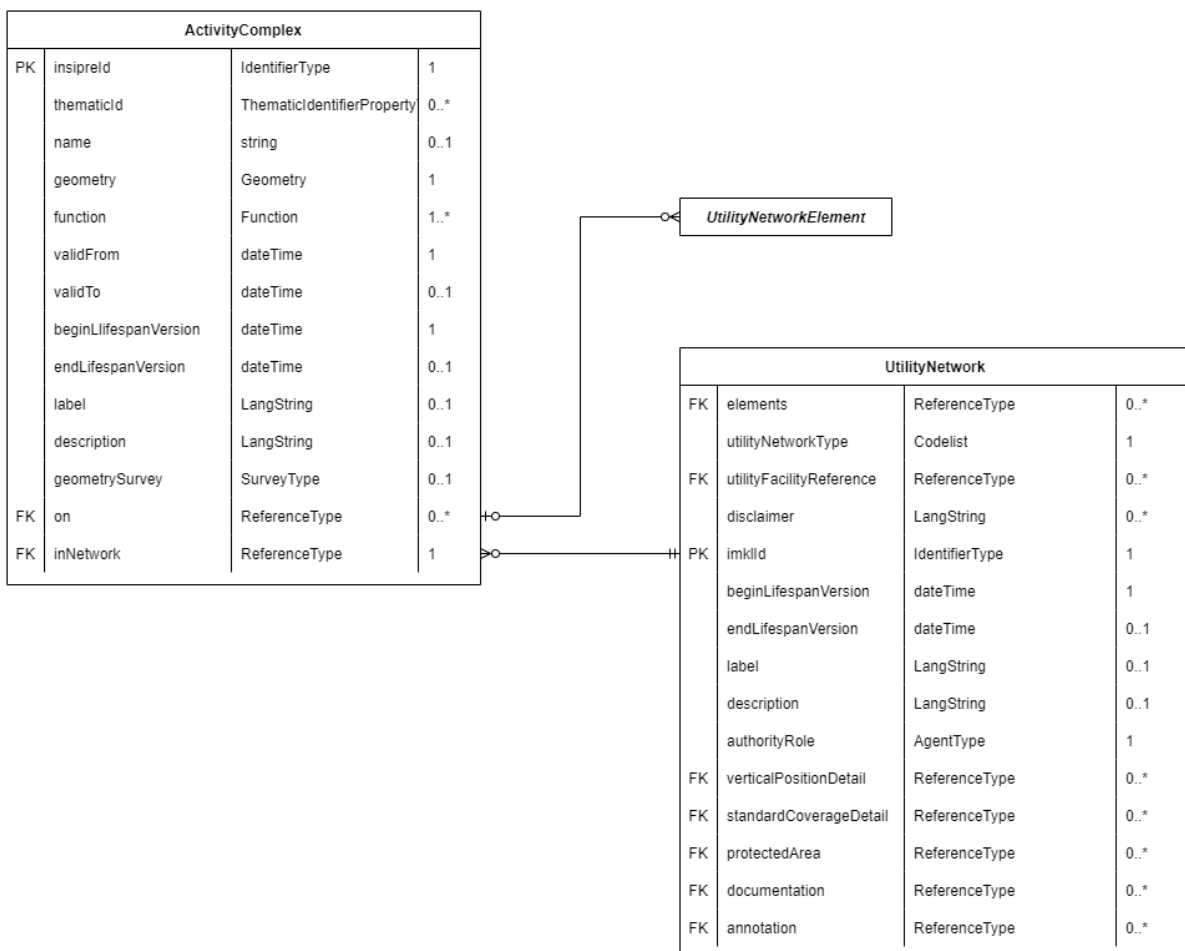 ActivityComplex
PK insipreId IdentifierType 1
thematicId ThematicIdentifierProperty 0..*
name string 0..1
geometry Geometry 1
function Function 1..*
validFrom dateTime 1
validTo dateTime 0..1
beginLlifespanVersion dateTime 1
endLifespanVersion dateTime 0..1
label LangString 0..1
description LangString 0..1
geometrySurvey SurveyType 0..1
FK on ReferenceType 0..*
FK inNetwork ReferenceType 1
UtilityNetworkElement
UtilityNetwork
FK elements ReferenceType 0..*
utilityNetworkType Codelist 1
FK utilityFacilityReference ReferenceType 0..*
disclaimer LangString 0..*
PK imklId IdentifierType 1
beginLifespanVersion dateTime 1
endLifespanVersion dateTime 0..1
label LangString 0..1
description LangString 0..1
authorityRole AgentType 1
FK verticalPositionDetail ReferenceType 0..*
FK standardCoverageDetail ReferenceType 0..*
FK protectedArea ReferenceType 0..*
FK documentation ReferenceType 0..*
FK annotation ReferenceType 0..*